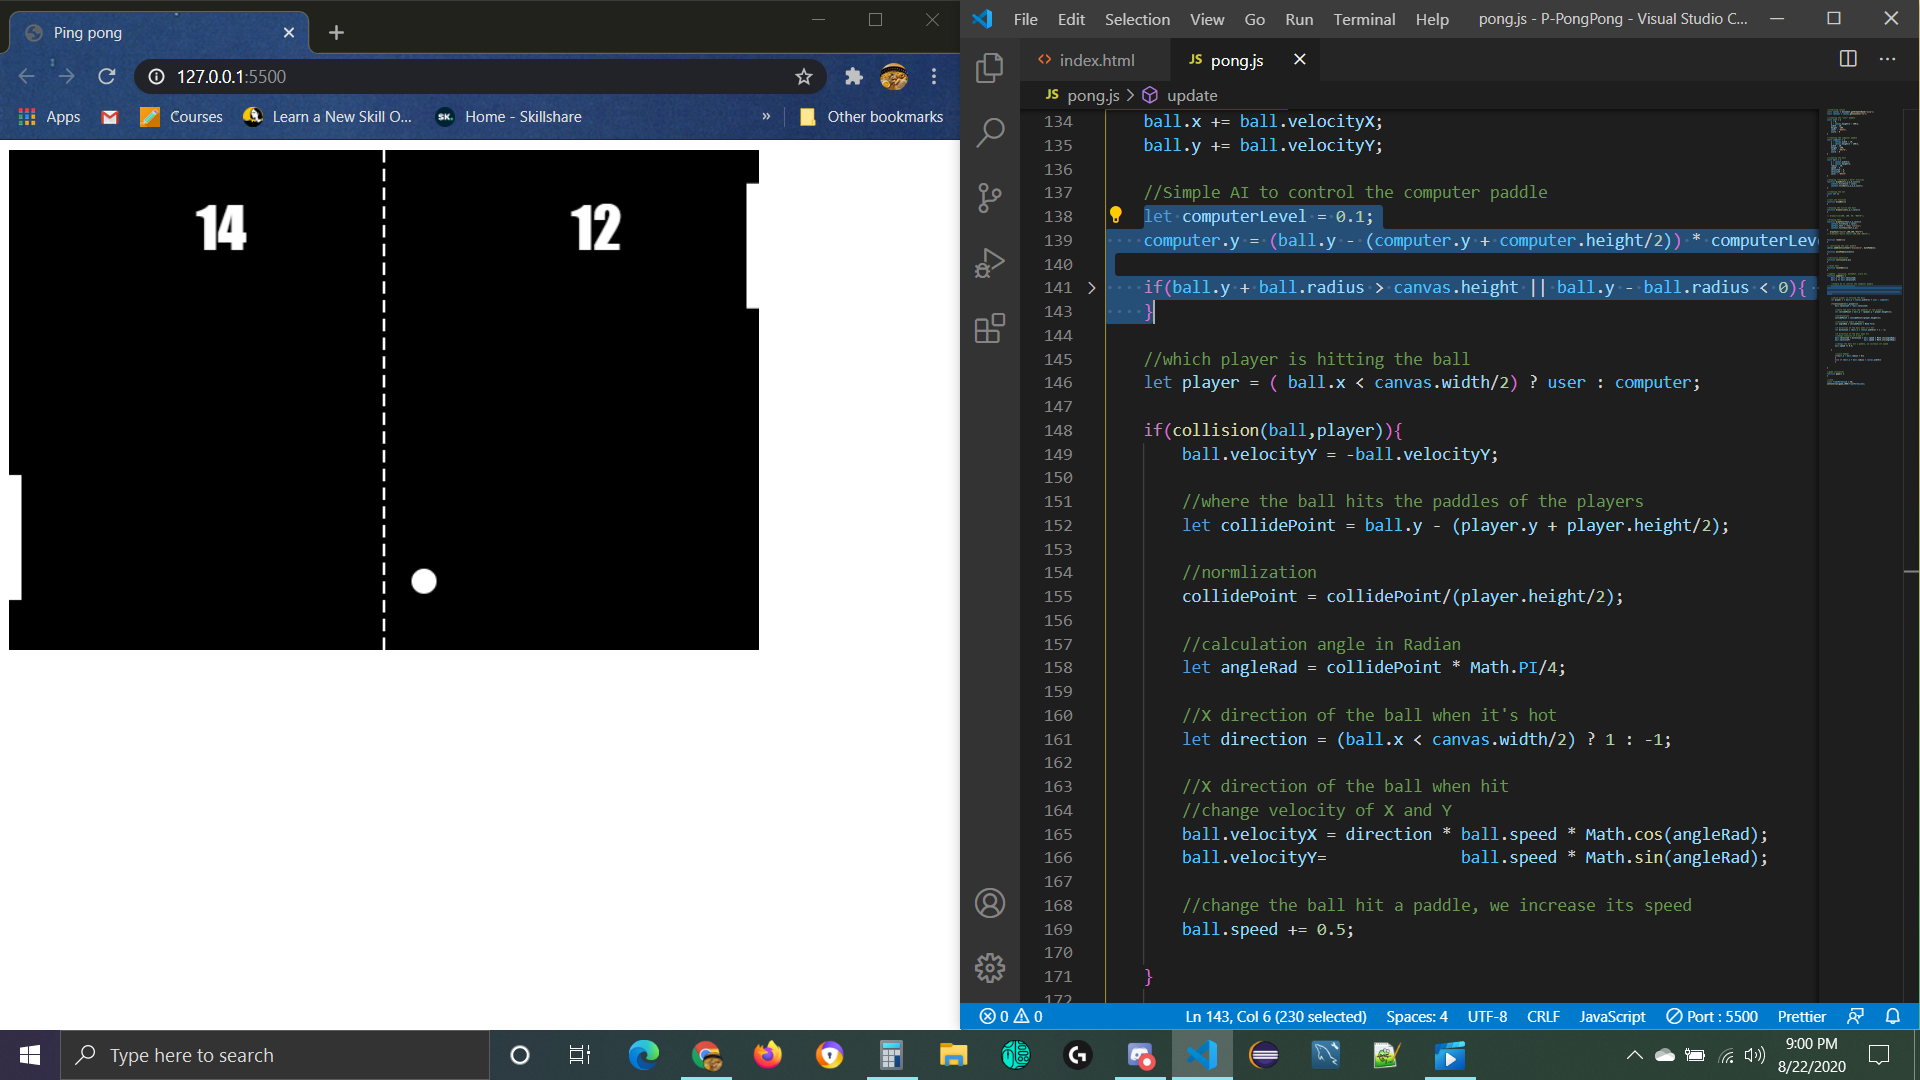 Ping pong
127.0.0.1:5500
Apps
Courses
Learn a New Skill O...
SK.
Home - Skillshare
»
Other bookmarks
14
12
File Edit Selection View Go Run Terminal Help
pong.js - P-PongPong - Visual Studio C...
<> index.html
JS pong.js
JS pong.js > update
134 ball.x += ball.velocityX;
135 ball.y += ball.velocityY;
136
137 //Simple AI to control the computer paddle
138 let computerLevel = 0.1;
139 computer.y = (ball.y - (computer.y + computer.height/2)) * computerLev
140
141 if(ball.y + ball.radius > canvas.height || ball.y - ball.radius < 0){
143 }
144
145 //which player is hitting the ball
146 let player = ( ball.x < canvas.width/2) ? user : computer;
147
148 if(collision(ball,player)){
149 ball.velocityY = -ball.velocityY;
150
151 //where the ball hits the paddles of the players
152 let collidePoint = ball.y - (player.y + player.height/2);
153
154 //normlization
155 collidePoint = collidePoint/(player.height/2);
156
157 //calculation angle in Radian
158 let angleRad = collidePoint * Math.PI/4;
159
160 //X direction of the ball when it's hot
161 let direction = (ball.x < canvas.width/2) ? 1 : -1;
162
163 //X direction of the ball when hit
164 //change velocity of X and Y
165 ball.velocityX = direction * ball.speed * Math.cos(angleRad);
166 ball.velocityY= ball.speed * Math.sin(angleRad);
167
168 //change the ball hit a paddle, we increase its speed
169 ball.speed += 0.5;
170
171 }
172
0 0
Ln 143, Col 6 (230 selected)
Spaces: 4
UTF-8
CRLF
JavaScript
Port : 5500
Prettier
Type here to search
9:00 PM
8/22/2020